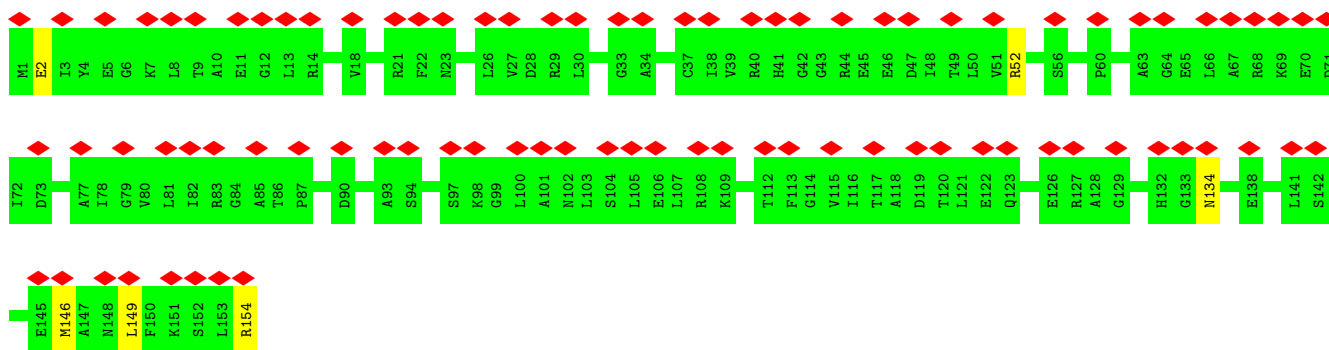 M1 E2 I3 Y4 E5 G6 K7 L8 T9 A10 E11 G12 L13 R14 V18 R21 F22 N23 L26 V27 D28 R29 L30 G33 A34 C37 I38 V39 R40 H41 G42 G43 R44 E45 E46 D47 I48 T49 L50 V51 R52 S56 P60 A63 G64 E65 L66 A67 R68 K69 E70
I72 D73 A77 I78 G79 V80 L81 I82 R83 G84 A85 T86 P87 D90 A93 S94 S97 K98 G99 L100 A101 N102 L103 S104 L105 E106 L107 R108 K109 T112 F113 G114 V115 I116 T117 A118 D119 T120 L121 E122 Q123 E126 R127 A128 G129 H132 G133 N134 E138 L141 S142
E145 M146 A147 N148 L149 F150 K151 S152 L153 R154